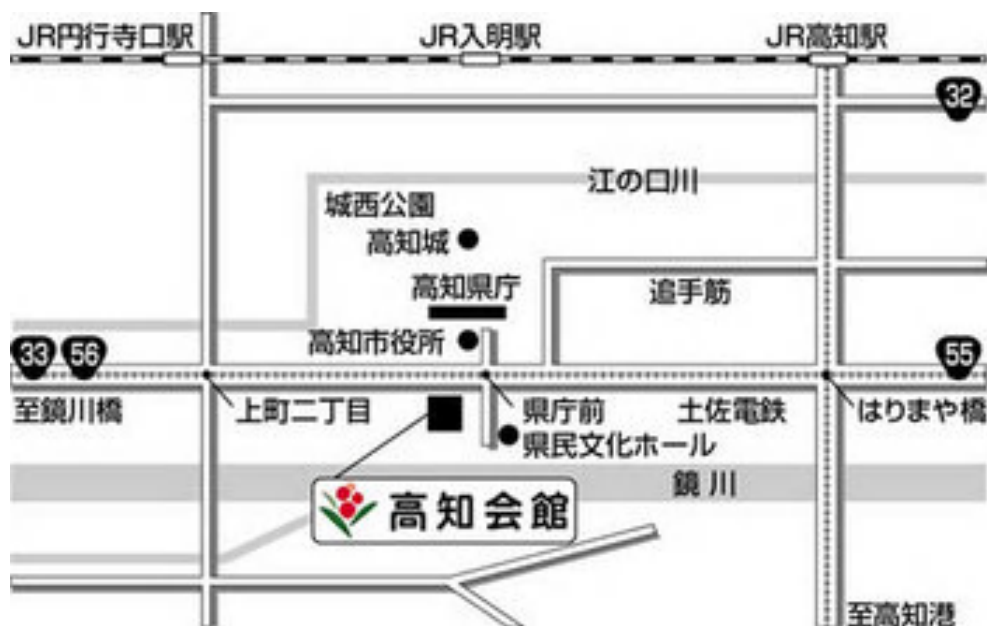 JR円行寺口駅
JR入明駅
JR高知駅
32
江の口川
城西公園
高知城
高知県庁
追手筋
高知市役所
33
56
55
至鏡川橋
上町二丁目
県庁前
土佐電鉄
はりまや橋
県民文化ホール
鏡川
高知会館
至高知港